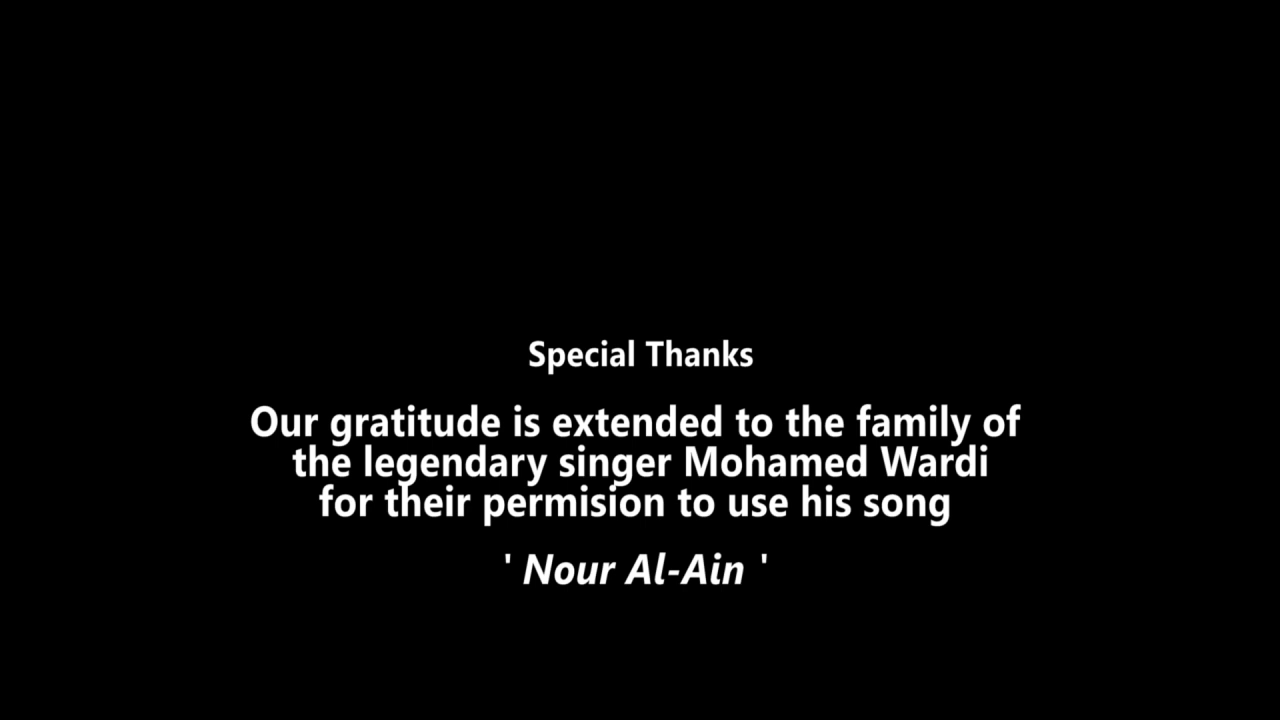 Special Thanks
Our gratitude is extended to the family of
the legendary singer Mohamed Wardi
for their permision to use his song
' Nour Al-Ain '